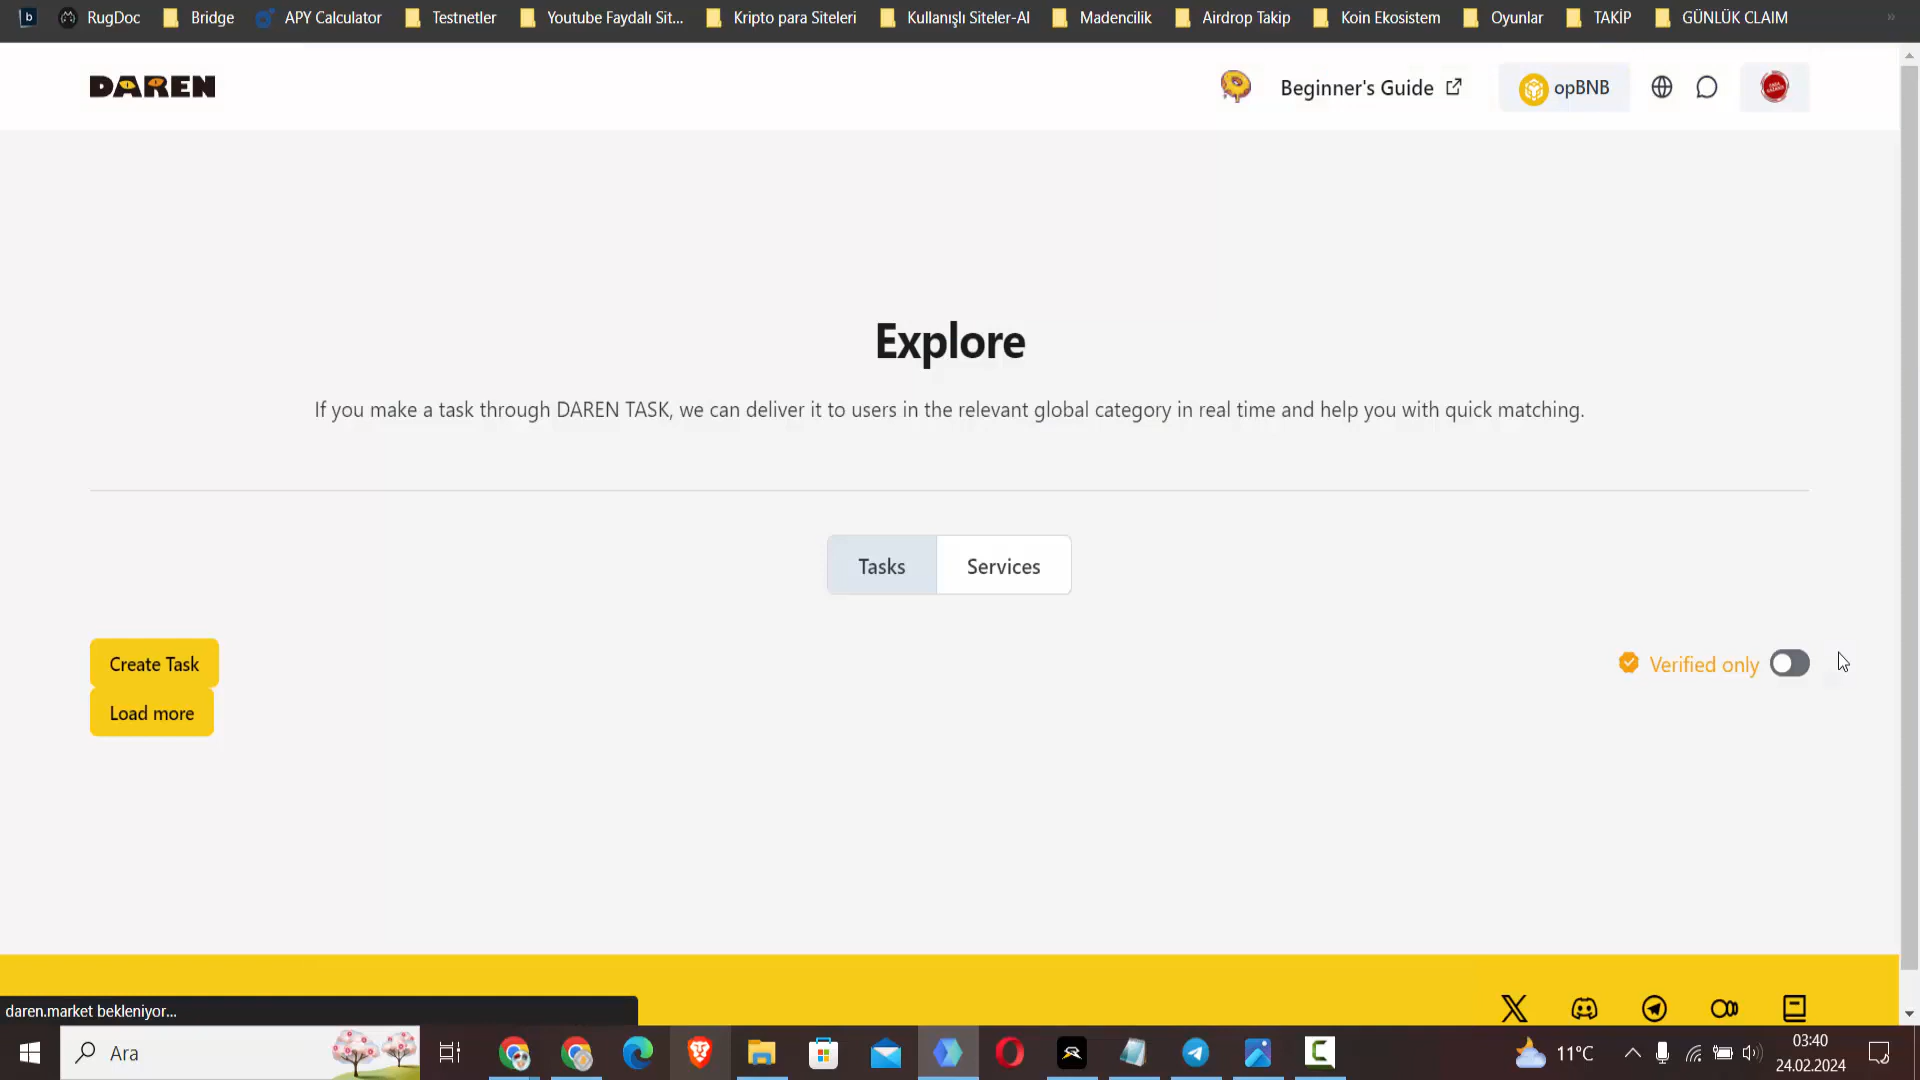 RugDoc Bridge APY Calculator Testnetler Youtube Faydalı Sit... Kripto para Siteleri Kullanışlı Siteler-AI Madencilik Airdrop Takip Koin Ekosistem Oyunlar TAKİP GÜNLÜK CLAIM »
DAREN Beginner's Guide opBNB
Explore
If you make a task through DAREN TASK, we can deliver it to users in the relevant global category in real time and help you with quick matching.
Tasks Services
Create Task Verified only
Load more
daren.market bekleniyor...
Ara 11°C 03:40
24.02.2024